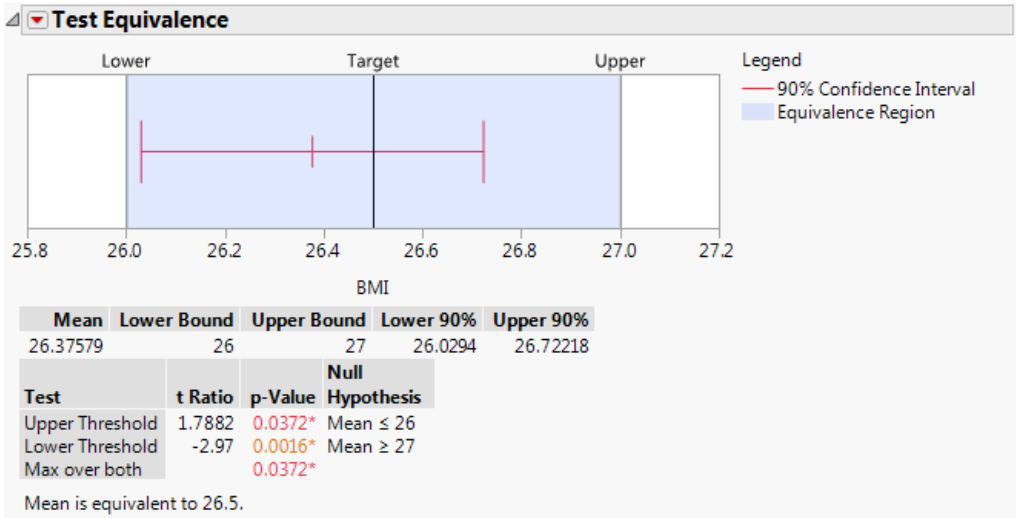 Test Equivalence
Lower Target Upper
Legend
90% Confidence Interval
Equivalence Region
25.8 26.0 26.2 26.4 26.6 26.8 27.0 27.2
BMI
Mean Lower Bound Upper Bound Lower 90% Upper 90%
26.37579 26 27 26.0294 26.72218
Null
Test t Ratio p-Value Hypothesis
Upper Threshold 1.7882 0.0372* Mean ≤ 26
Lower Threshold -2.97 0.0016* Mean ≥ 27
Max over both 0.0372*
Mean is equivalent to 26.5.